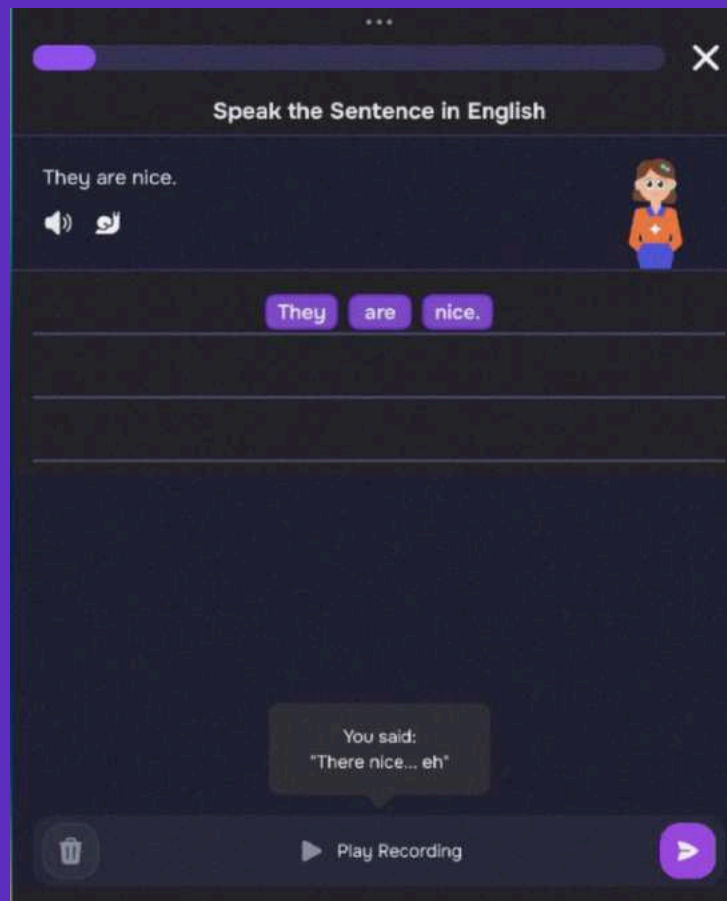 Speak the Sentence in English
They are nice.
They are nice.
You said:
"There nice... eh"
Play Recording